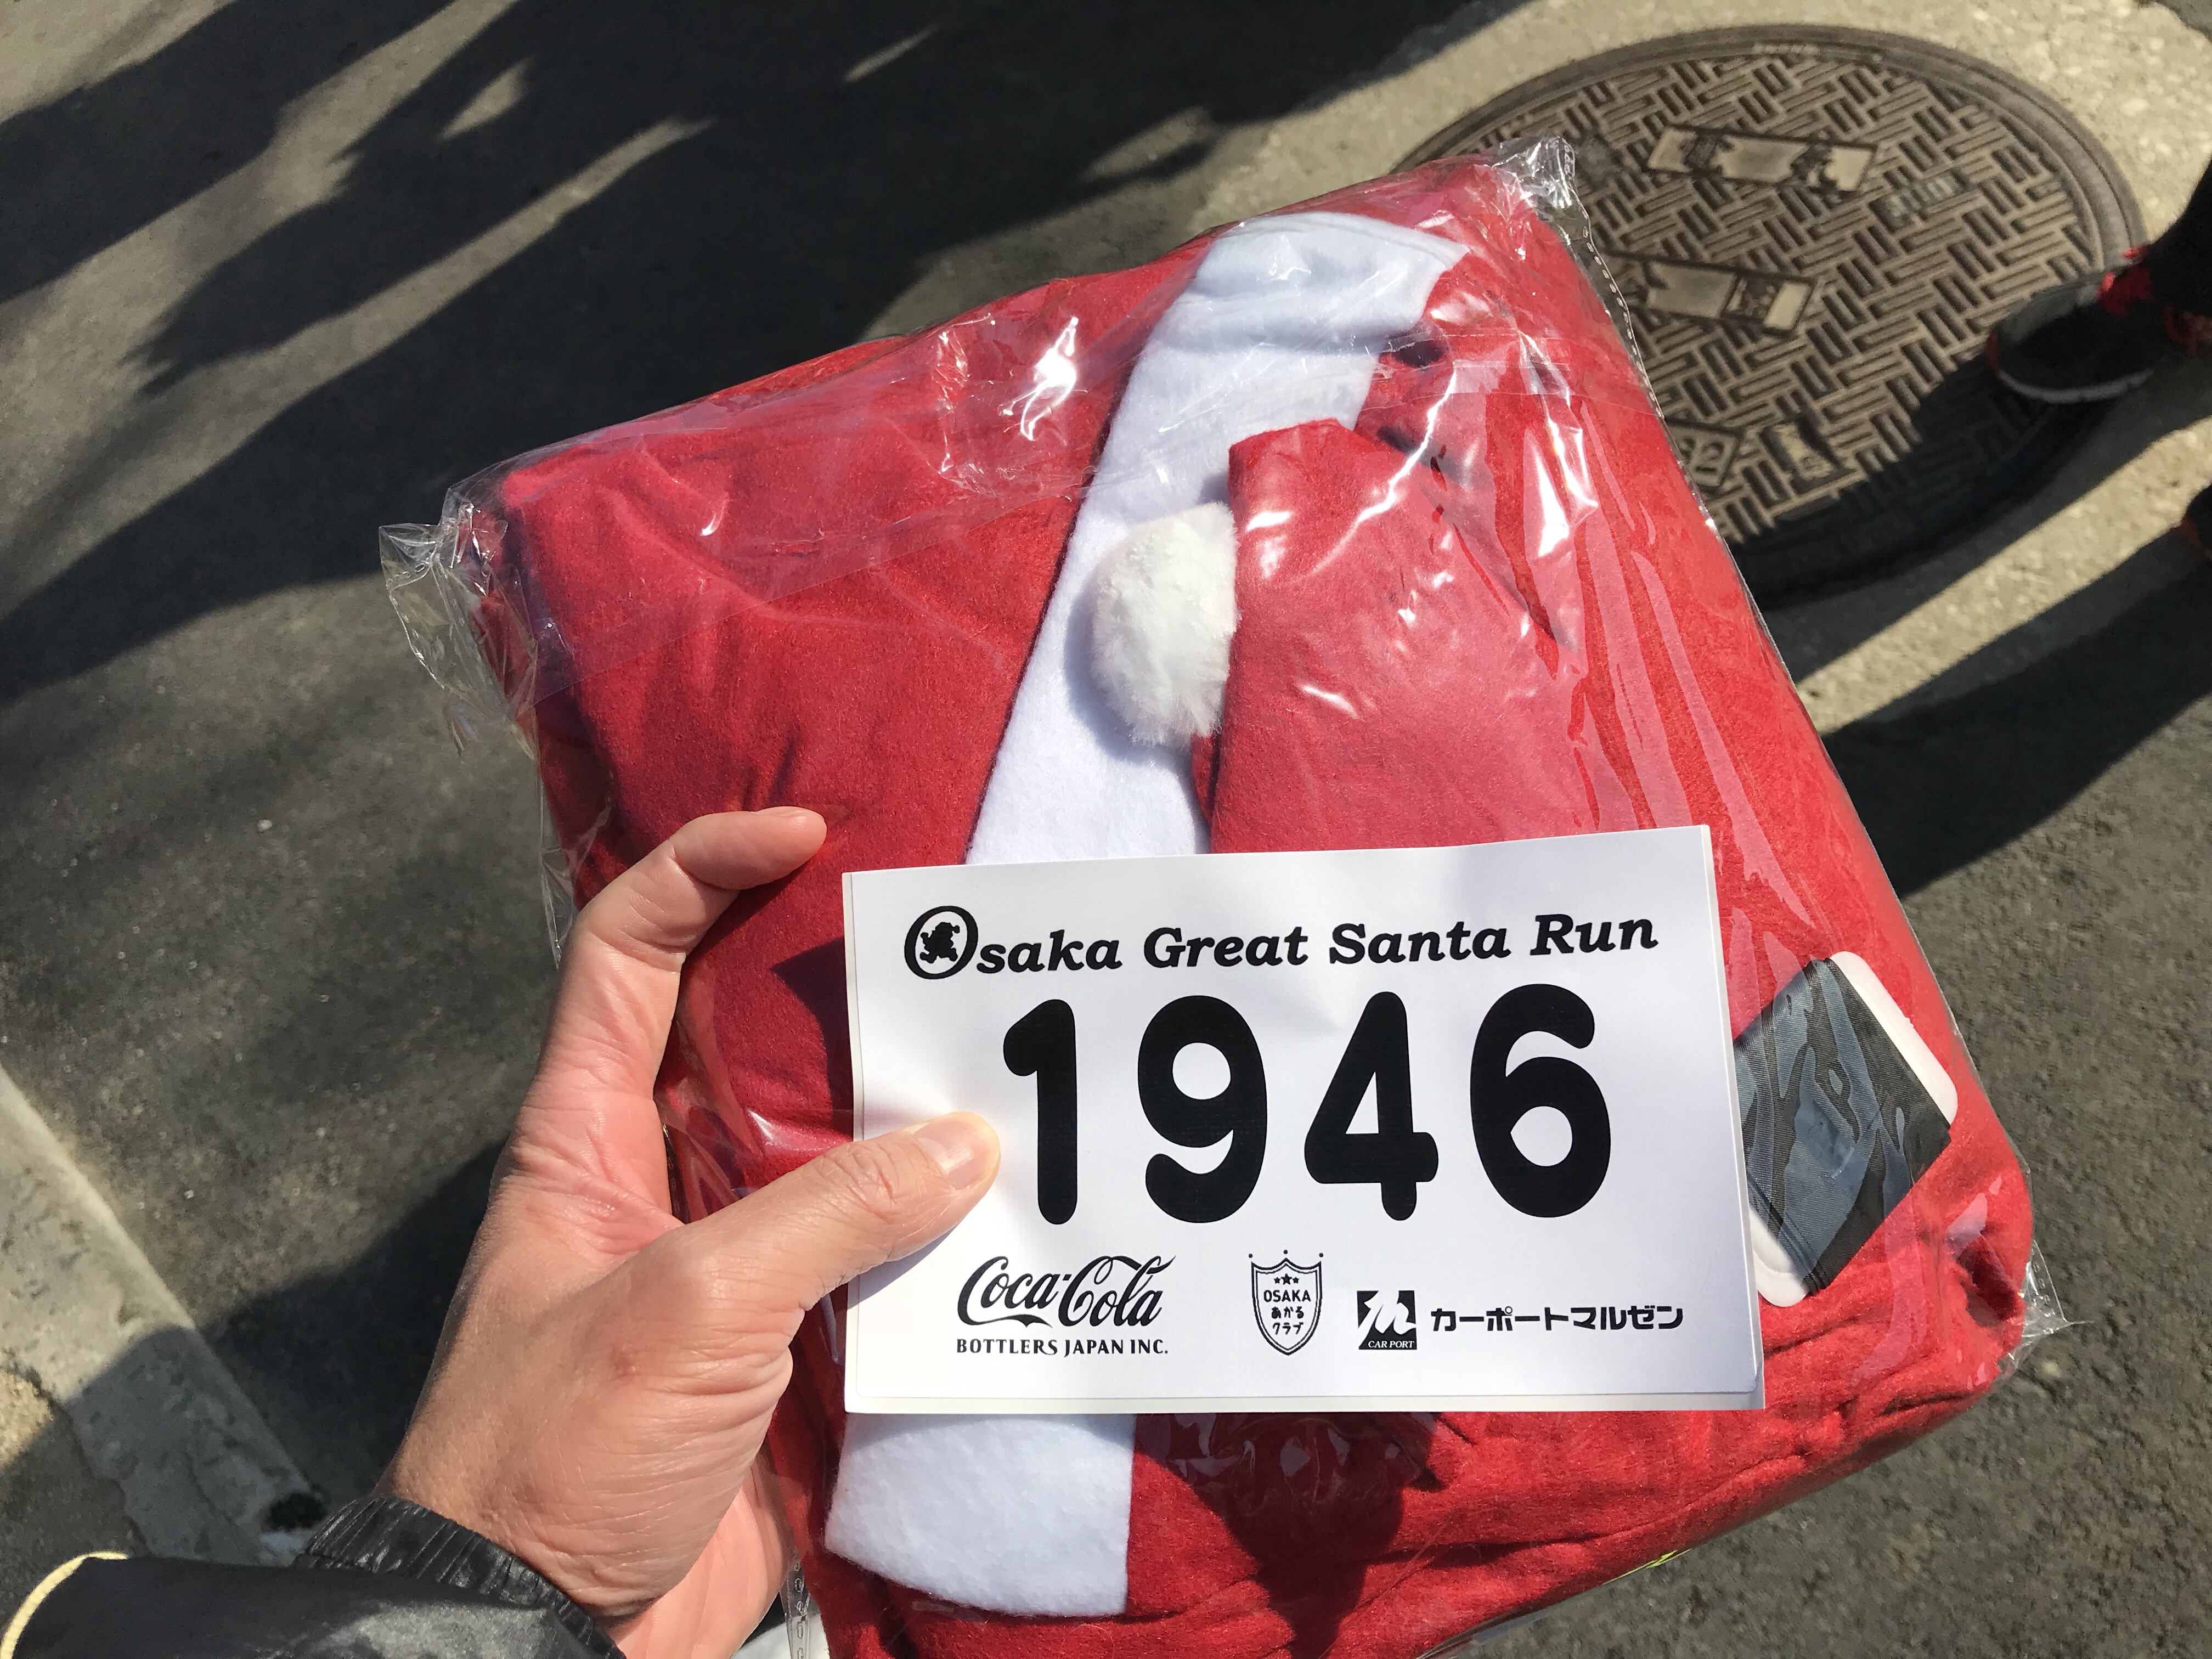 Osaka Great Santa Run
1946
Coca-Cola
BOTTLERS JAPAN INC.
OSAKA
あかる
クラブ
CAR PORT
カーポートマルゼン